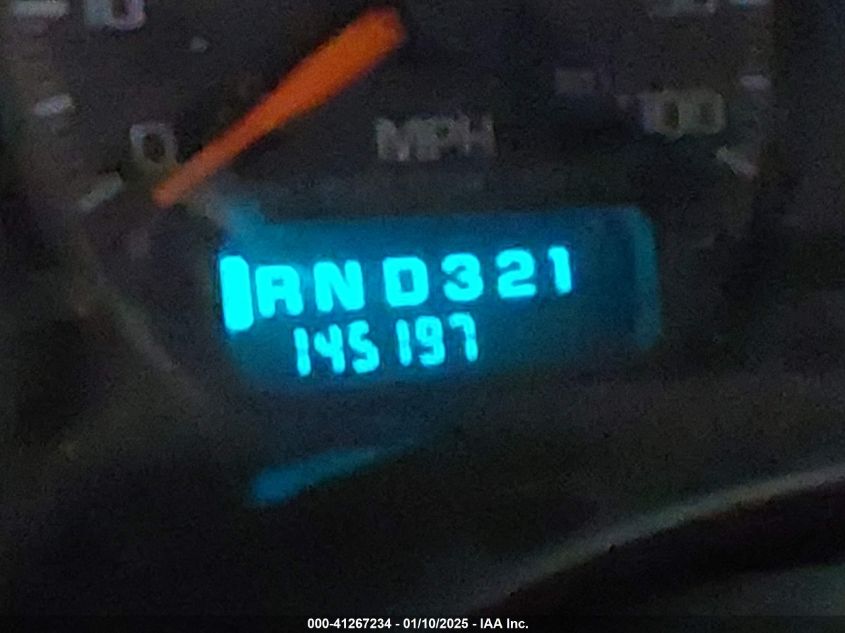 0
MPH
100
RND321
145197
000-41267234 - 01/10/2025 - IAA Inc.